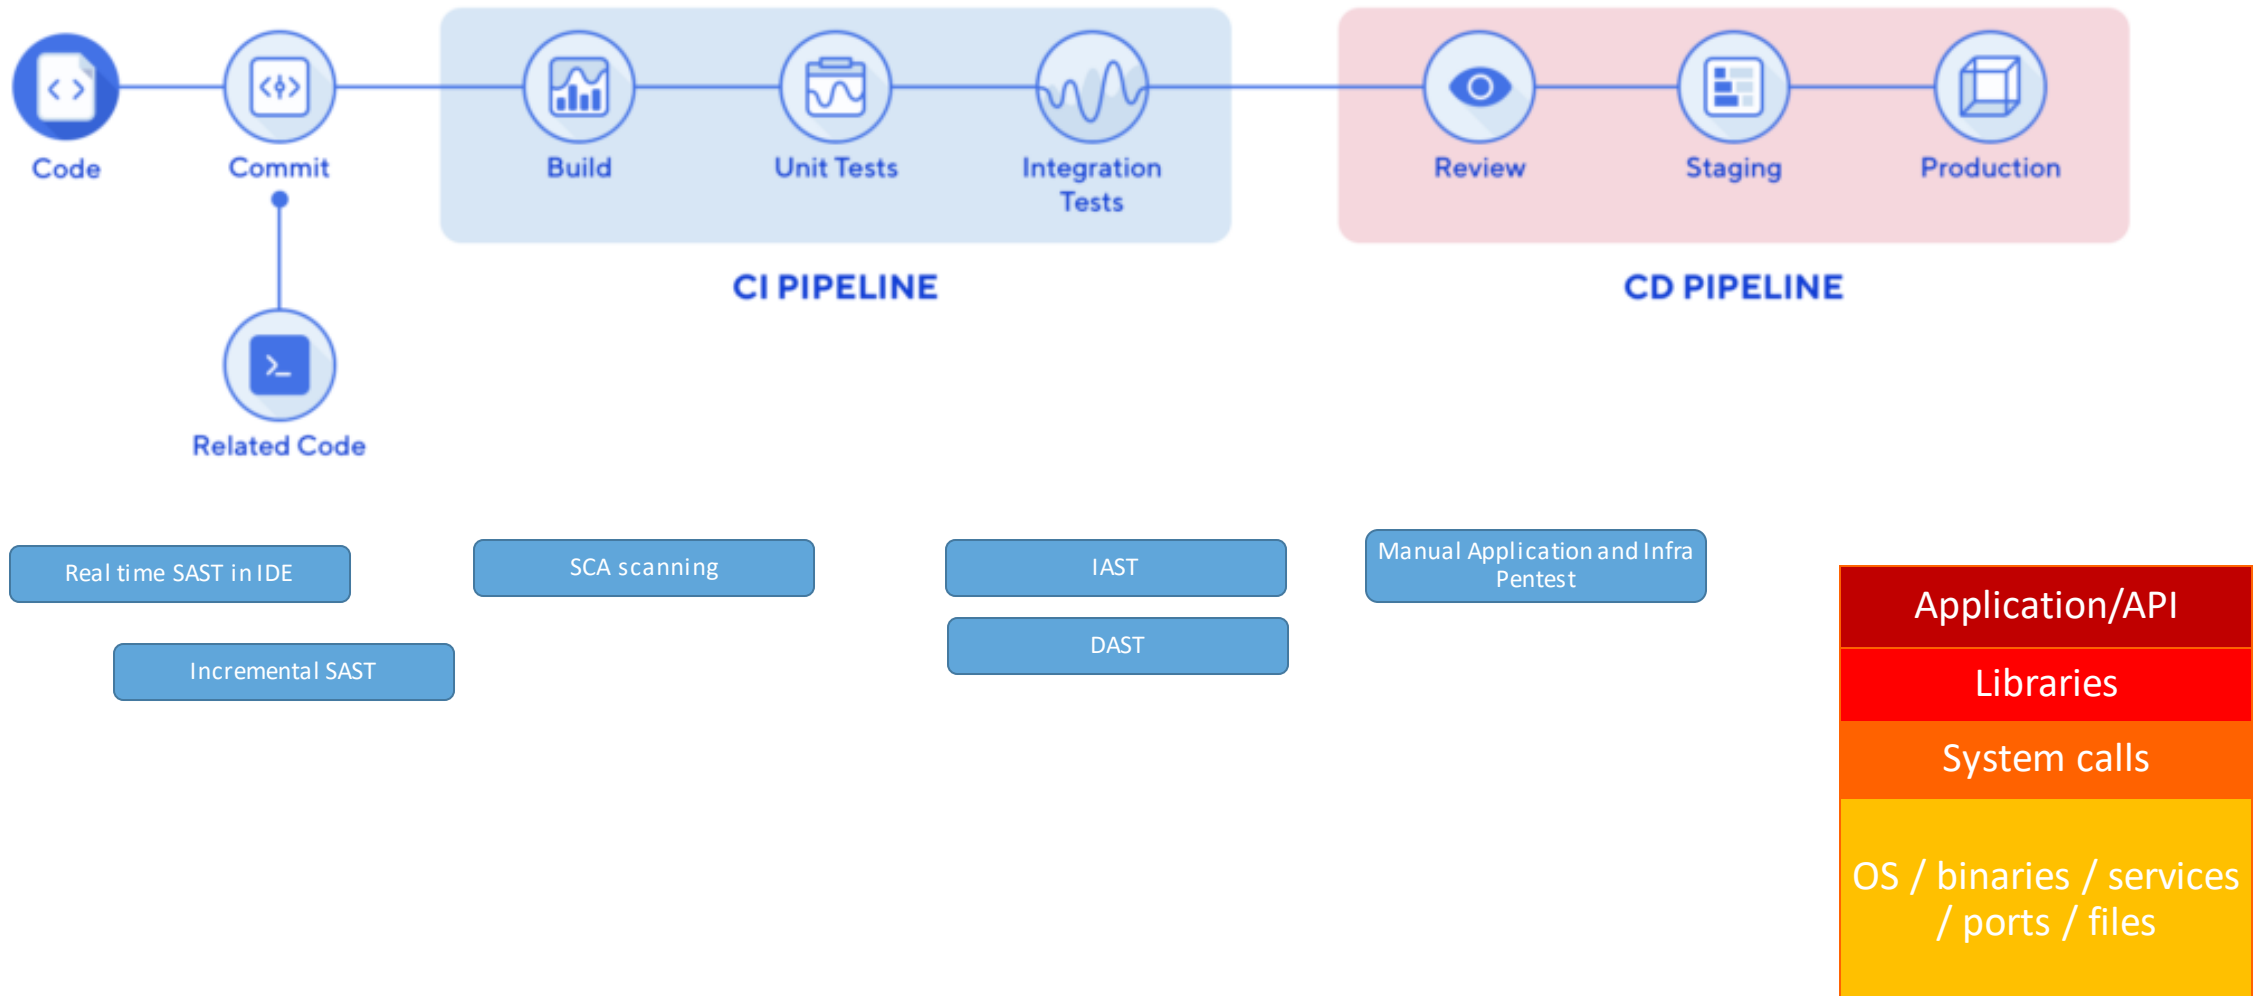 Code
Commit
Build
Unit Tests
Integration
Tests
Review
Staging
Production
CI PIPELINE
CD PIPELINE
Related Code
Real time SAST in IDE
Incremental SAST
SCA scanning
IAST
DAST
Manual Application and Infra
Pentest
Application/API
Libraries
System calls
OS / binaries / services
/ ports / files